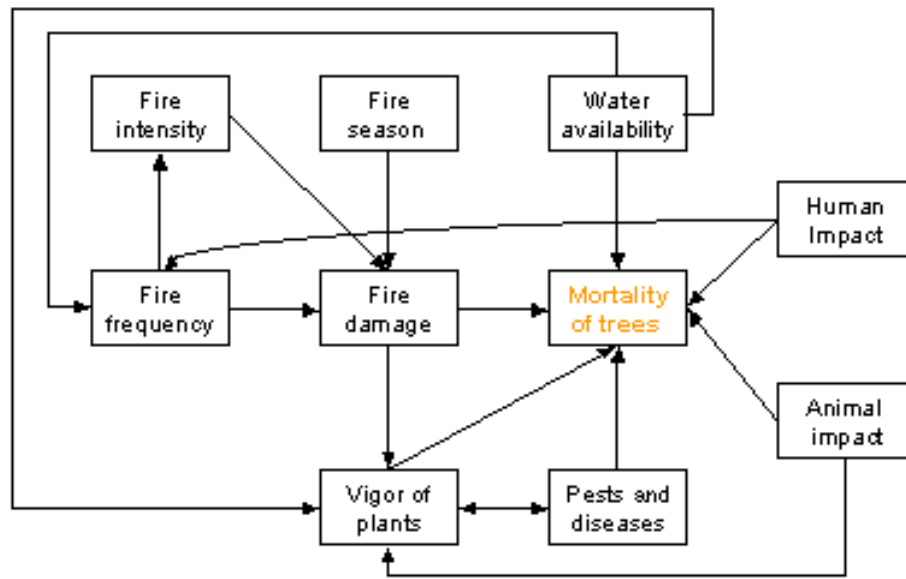 Fire
intensity
Fire
season
Water
availability
Human
Impact
Fire
frequency
Fire
damage
Mortality
of trees
Animal
impact
Vigor of
plants
Pests and
diseases